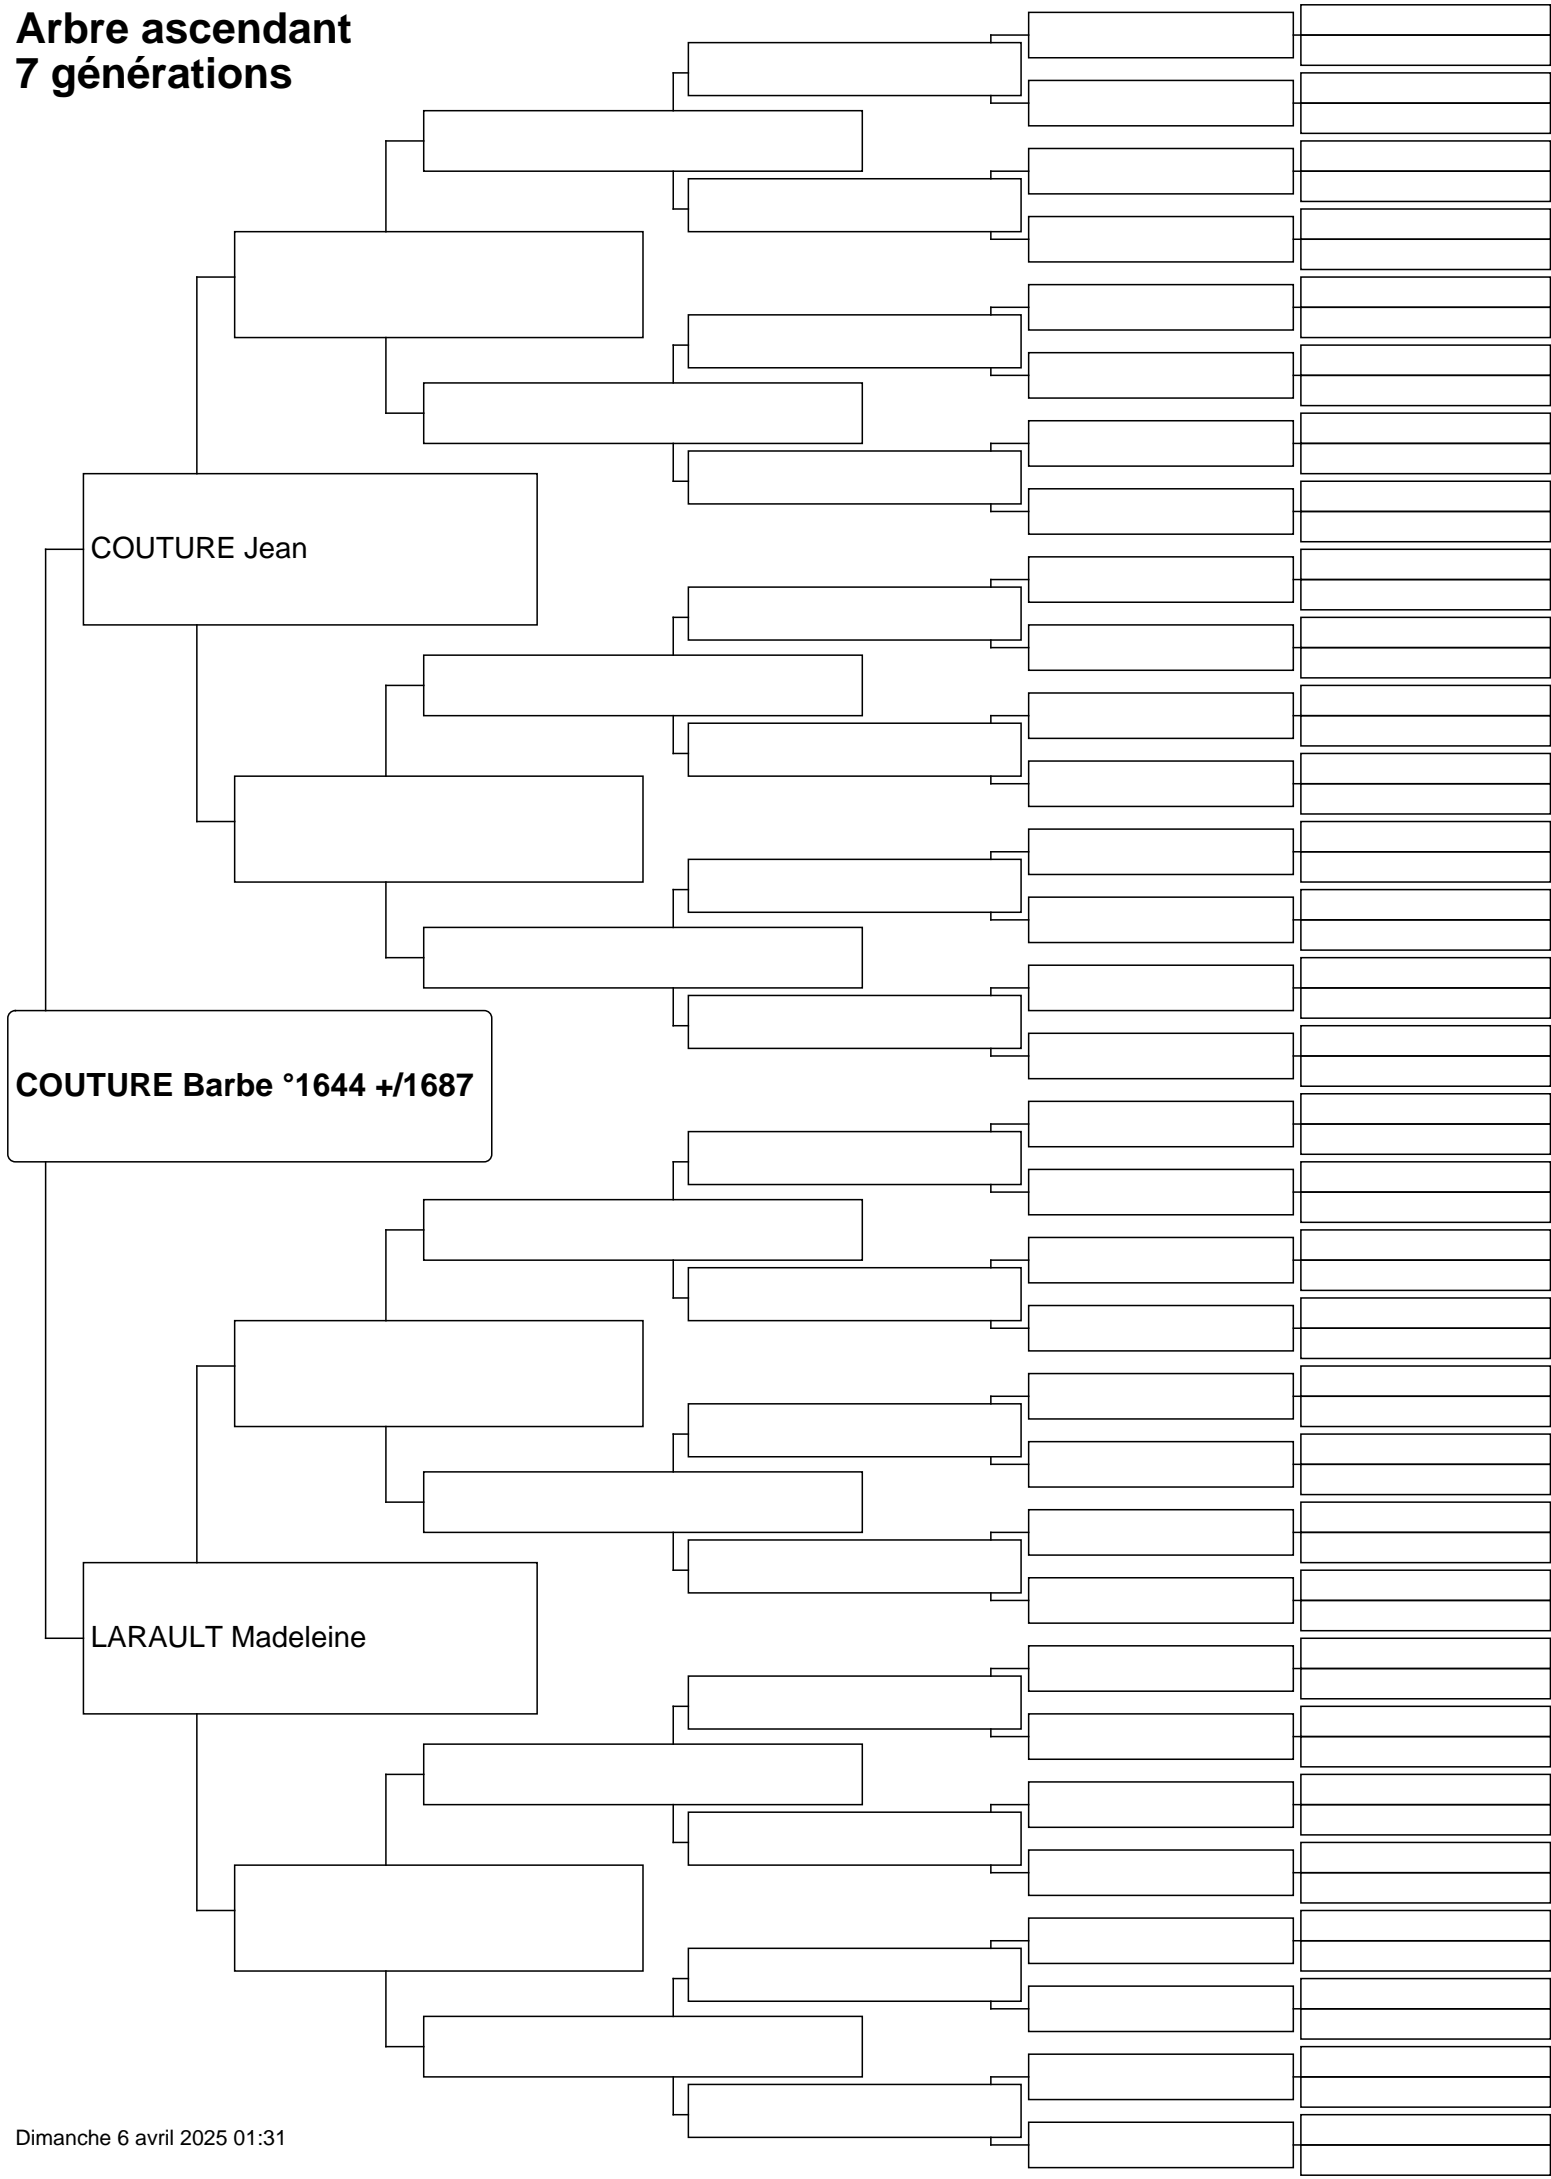 Arbre ascendant
7 générations
COUTURE Jean
COUTURE Barbe °1644 +/1687
LARAULT Madeleine
Dimanche 6 avril 2025 01:31